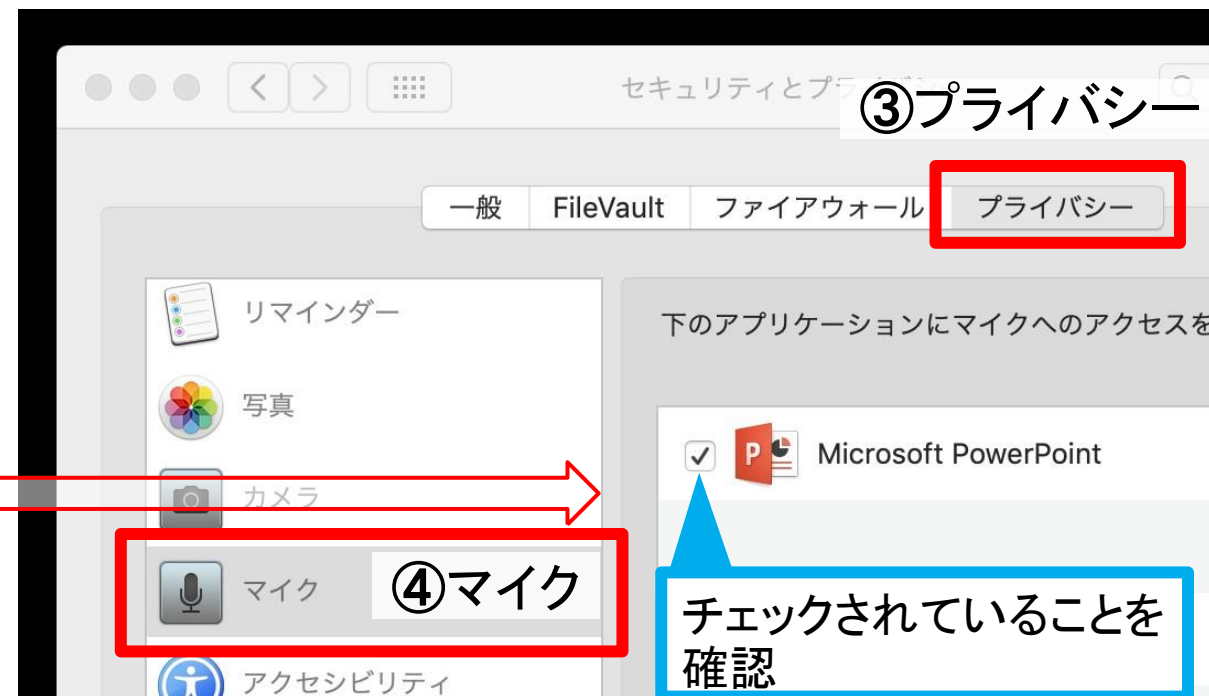 セキュリティとプライバシー
③プライバシー
一般
FileVault
ファイアウォール
プライバシー
リマインダー
写真
カメラ
マイク
④マイク
アクセシビリティ
下のアプリケーションにマイクへのアクセスを
Microsoft PowerPoint
チェックされていることを
確認